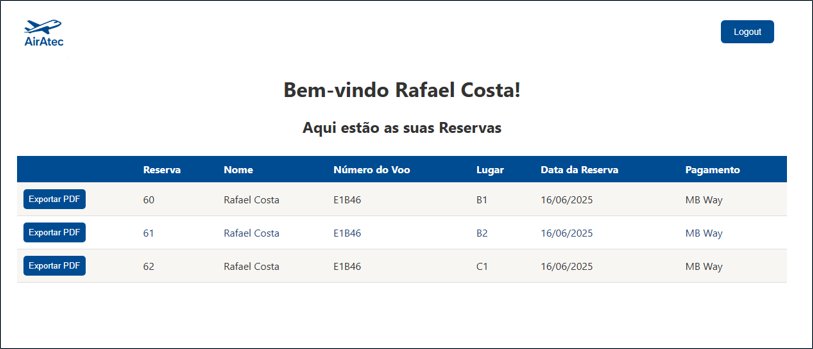 AirAtec
Logout
Bem-vindo Rafael Costa!
Aqui estão as suas Reservas
Reserva Nome Número do Voo Lugar Data da Reserva Pagamento
Exportar PDF 60 Rafael Costa E1B46 B1 16/06/2025 MB Way
Exportar PDF 61 Rafael Costa E1B46 B2 16/06/2025 MB Way
Exportar PDF 62 Rafael Costa E1B46 C1 16/06/2025 MB Way